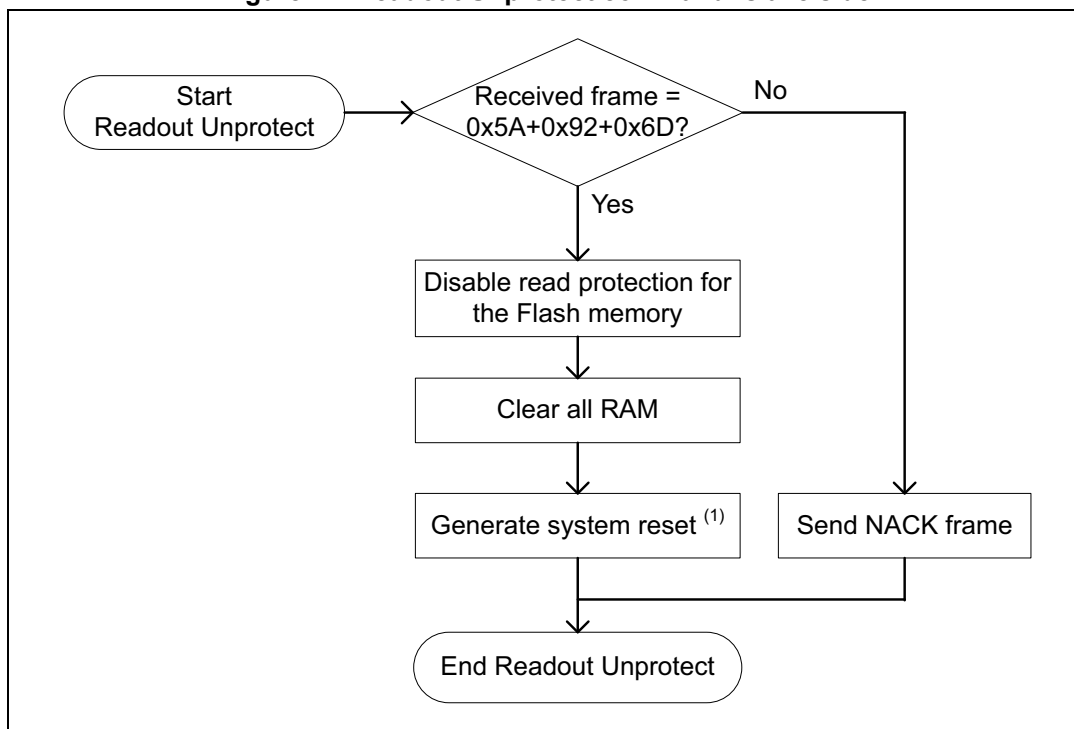 Start
Readout Unprotect
Received frame =
0x5A+0x92+0x6D?
No
Yes
Disable read protection for
the Flash memory
Clear all RAM
Generate system reset (1)
Send NACK frame
End Readout Unprotect